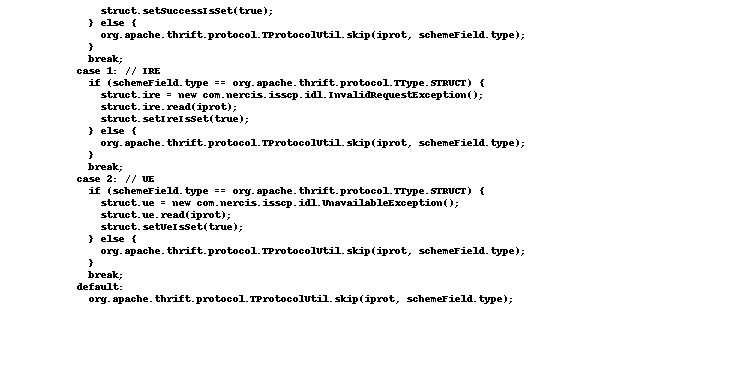 struct.setSuccessIsSet(true);
} else {
org.apache.thrift.protocol.TProtocolUtil.skip(iprot, schemeField.type);
}
break;
case 1: // IRE
if (schemeField.type == org.apache.thrift.protocol.TType.STRUCT) {
struct.ire = new com.nercis.isscp.idl.InvalidRequestException();
struct.ire.read(iprot);
struct.setIreIsSet(true);
} else {
org.apache.thrift.protocol.TProtocolUtil.skip(iprot, schemeField.type);
}
break;
case 2: // UE
if (schemeField.type == org.apache.thrift.protocol.TType.STRUCT) {
struct.ue = new com.nercis.isscp.idl.UnavailableException();
struct.ue.read(iprot);
struct.setUeIsSet(true);
} else {
org.apache.thrift.protocol.TProtocolUtil.skip(iprot, schemeField.type);
}
break;
default:
org.apache.thrift.protocol.TProtocolUtil.skip(iprot, schemeField.type);